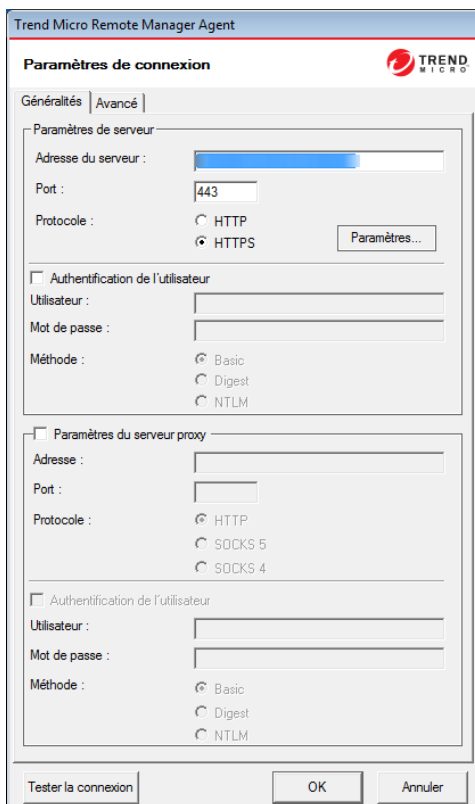 Trend Micro Remote Manager Agent
Paramètres de connexion
TREND MICRO
Généralités Avancé
Paramètres de serveur
Adresse du serveur :
Port : 443
Protocole : HTTP
HTTPS Paramètres...
Authentification de l'utilisateur
Utilisateur :
Mot de passe :
Méthode : Basic
Digest
NTLM
Paramètres du serveur proxy
Adresse :
Port :
Protocole : HTTP
SOCKS 5
SOCKS 4
Authentification de l'utilisateur
Utilisateur :
Mot de passe :
Méthode : Basic
Digest
NTLM
Tester la connexion OK Annuler